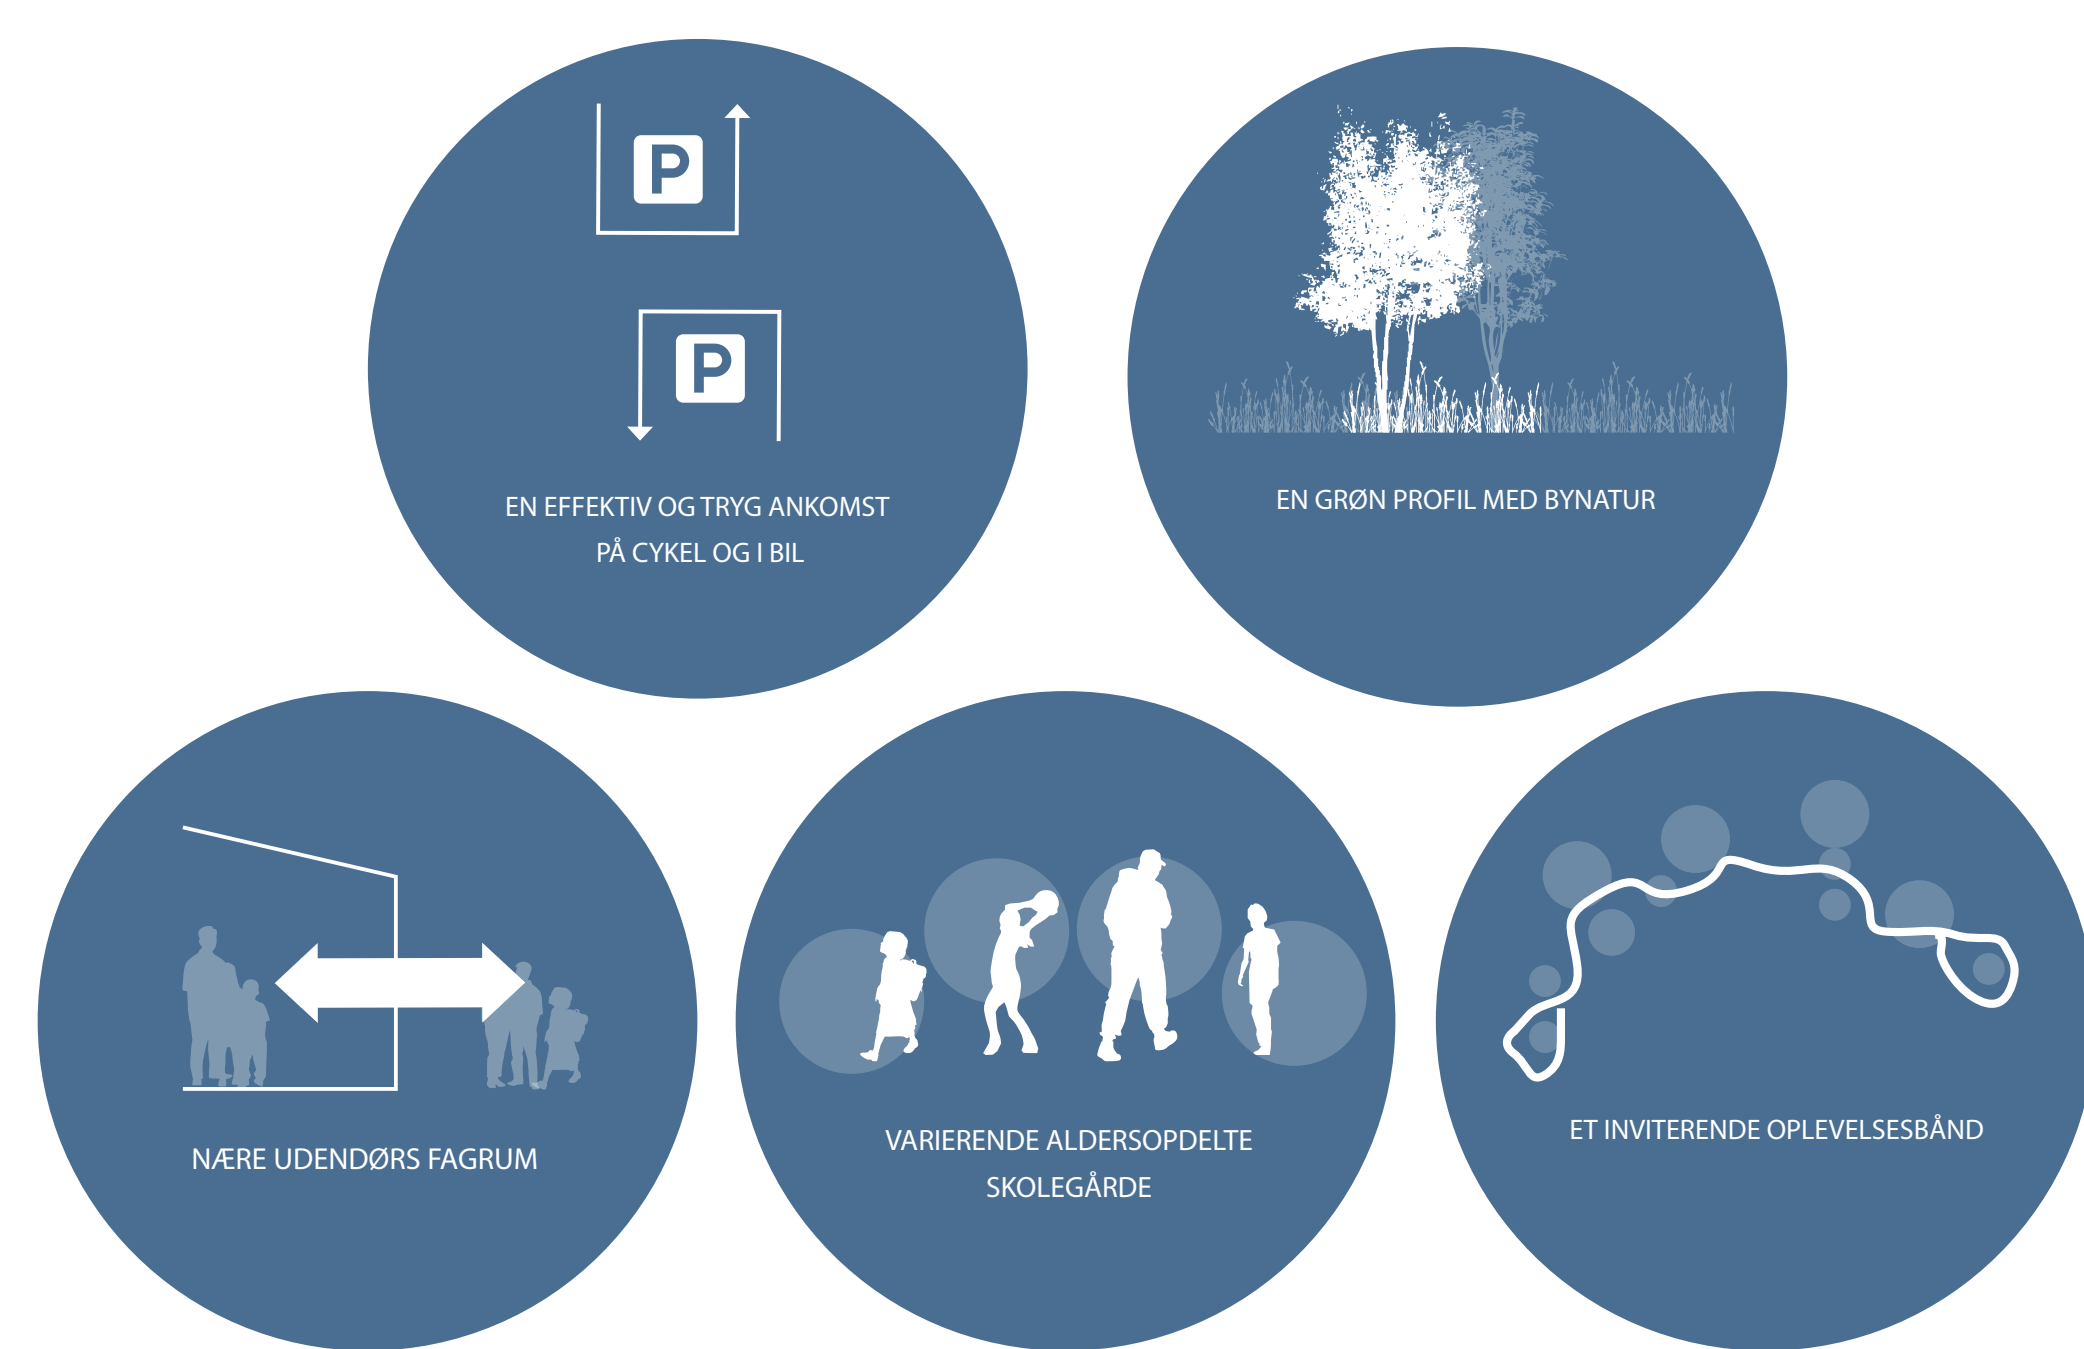 P
P
EN EFFEKTIV OG TRYG ANKOMST
PÅ CYKEL OG I BIL
EN GRØN PROFIL MED BYNATUR
NÆRE UDENDØRS FAGRUM
VARIERENDE ALDERSOPDELTE
SKOLEGÅRDE
ET INVITERENDE OPLEVELSESBÅND